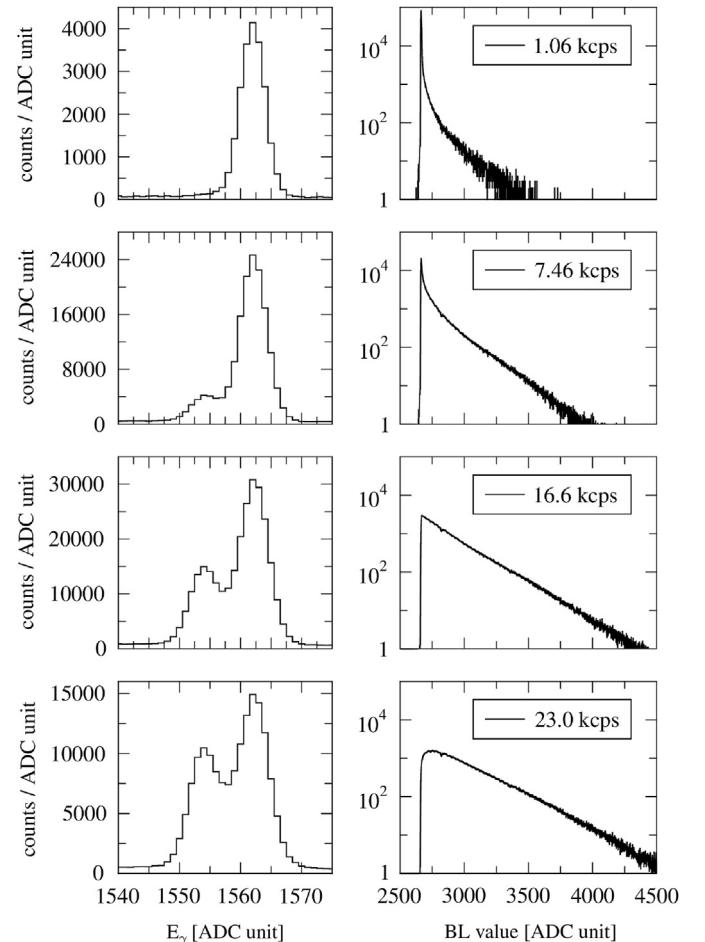 4000
3000
2000
1000
0
counts / ADC unit
10^4
10^2
1
1.06 kcps
24000
16000
8000
0
counts / ADC unit
10^4
10^2
1
7.46 kcps
30000
20000
10000
0
counts / ADC unit
10^4
10^2
1
16.6 kcps
15000
10000
5000
0
counts / ADC unit
10^4
10^2
1
23.0 kcps
1540 1550 1560 1570
2500 3000 3500 4000 4500
E_γ [ADC unit]
BL value [ADC unit]